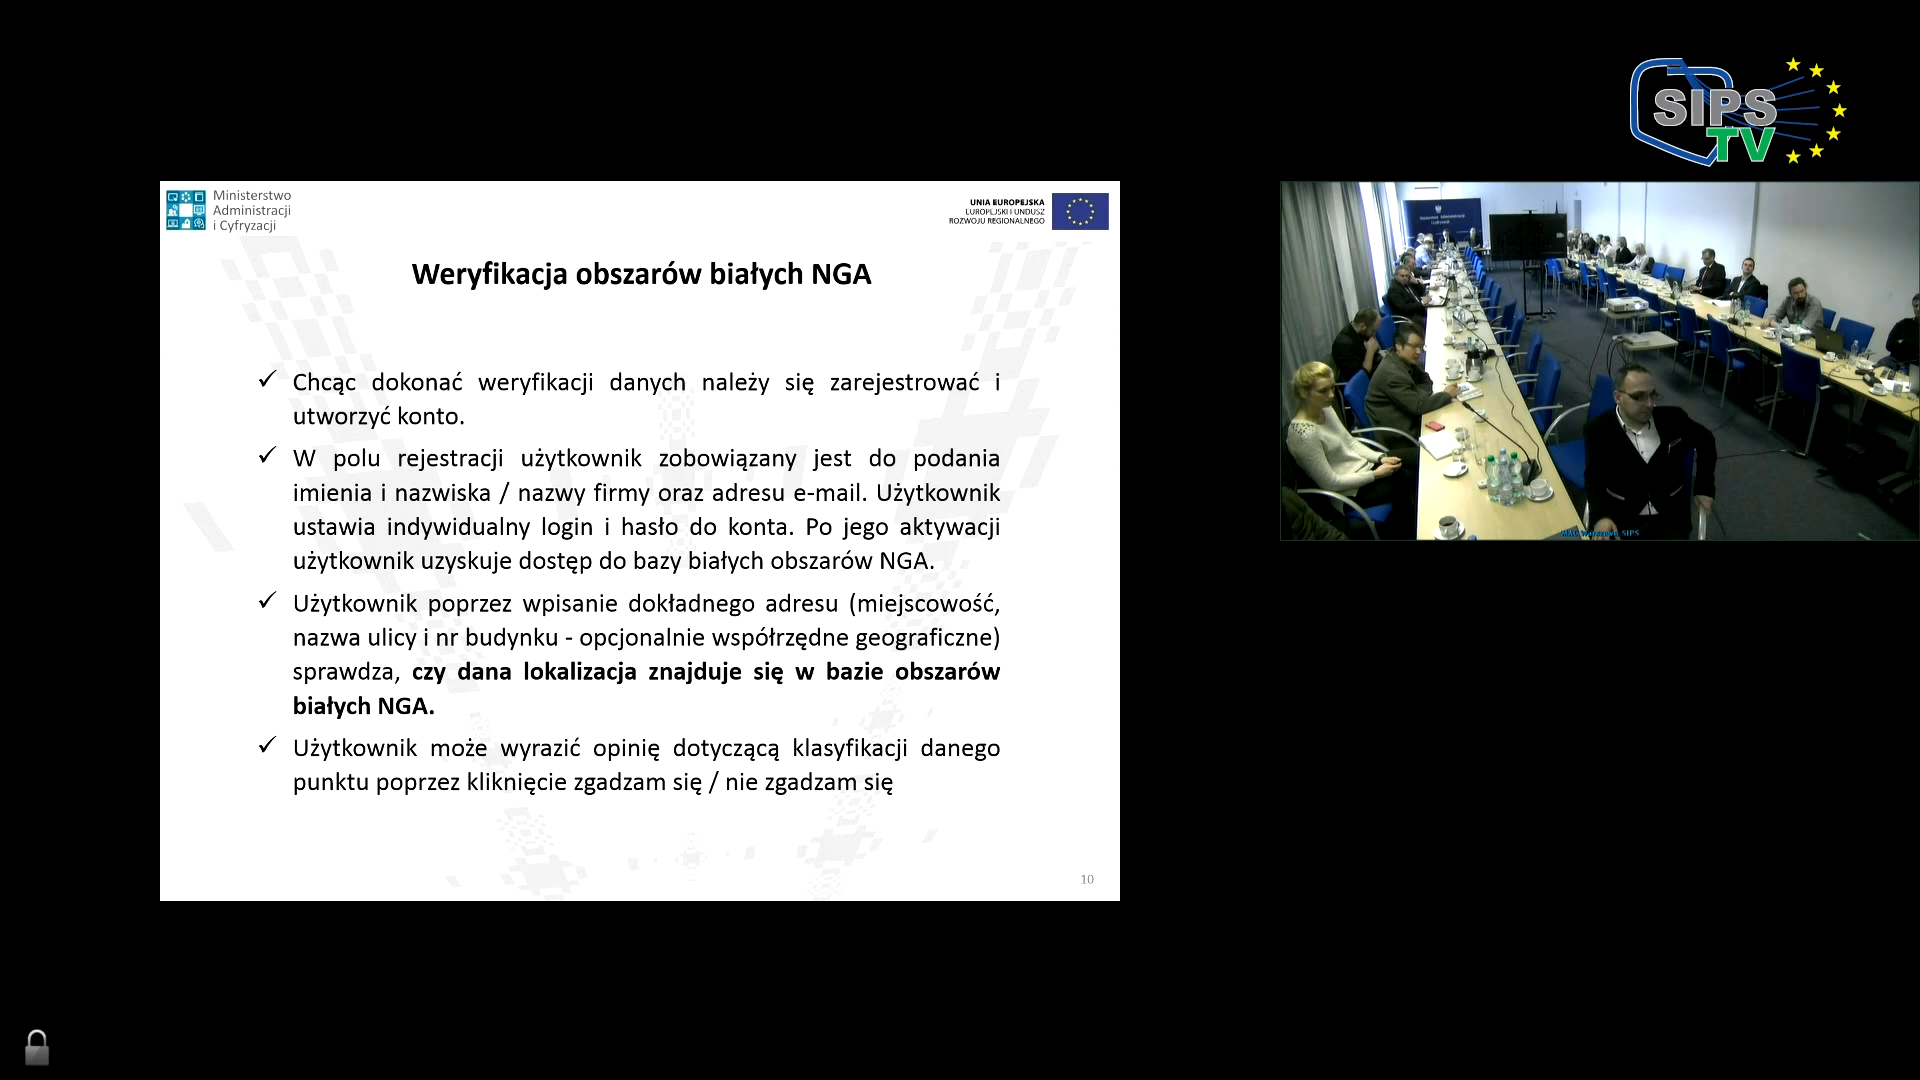 Ministerstwo
Administracji
i Cyfryzacji
UNIA EUROPEJSKA
EUROPEJSKI FUNDUSZ
ROZWOJU REGIONALNEGO
Weryfikacja obszarów białych NGA
✓ Chcąc dokonać weryfikacji danych należy się zarejestrować i
utworzyć konto.
✓ W polu rejestracji użytkownik zobowiązany jest do podania
imienia i nazwiska / nazwy firmy oraz adresu e-mail. Użytkownik
ustawia indywidualny login i hasło do konta. Po jego aktywacji
użytkownik uzyskuje dostęp do bazy białych obszarów NGA.
✓ Użytkownik poprzez wpisanie dokładnego adresu (miejscowość,
nazwa ulicy i nr budynku - opcjonalnie współrzędne geograficzne)
sprawdza, czy dana lokalizacja znajduje się w bazie obszarów
białych NGA.
✓ Użytkownik może wyrazić opinię dotyczącą klasyfikacji danego
punktu poprzez kliknięcie zgadzam się / nie zgadzam się
10
SIPS
TV
Ministerstwo Administracji
i Cyfryzacji
Warszawa SIPS